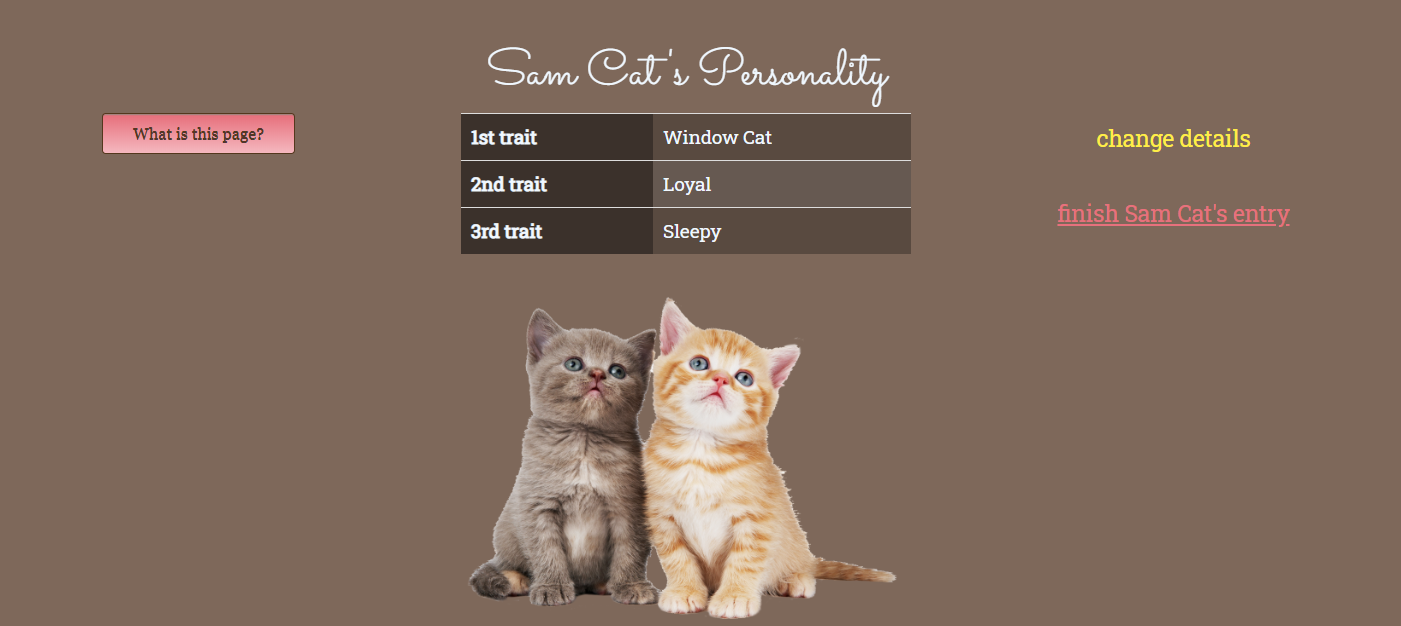 Sam Cat's Personality
What is this page?
1st trait Window Cat
2nd trait Loyal
3rd trait Sleepy
change details
finish Sam Cat's entry